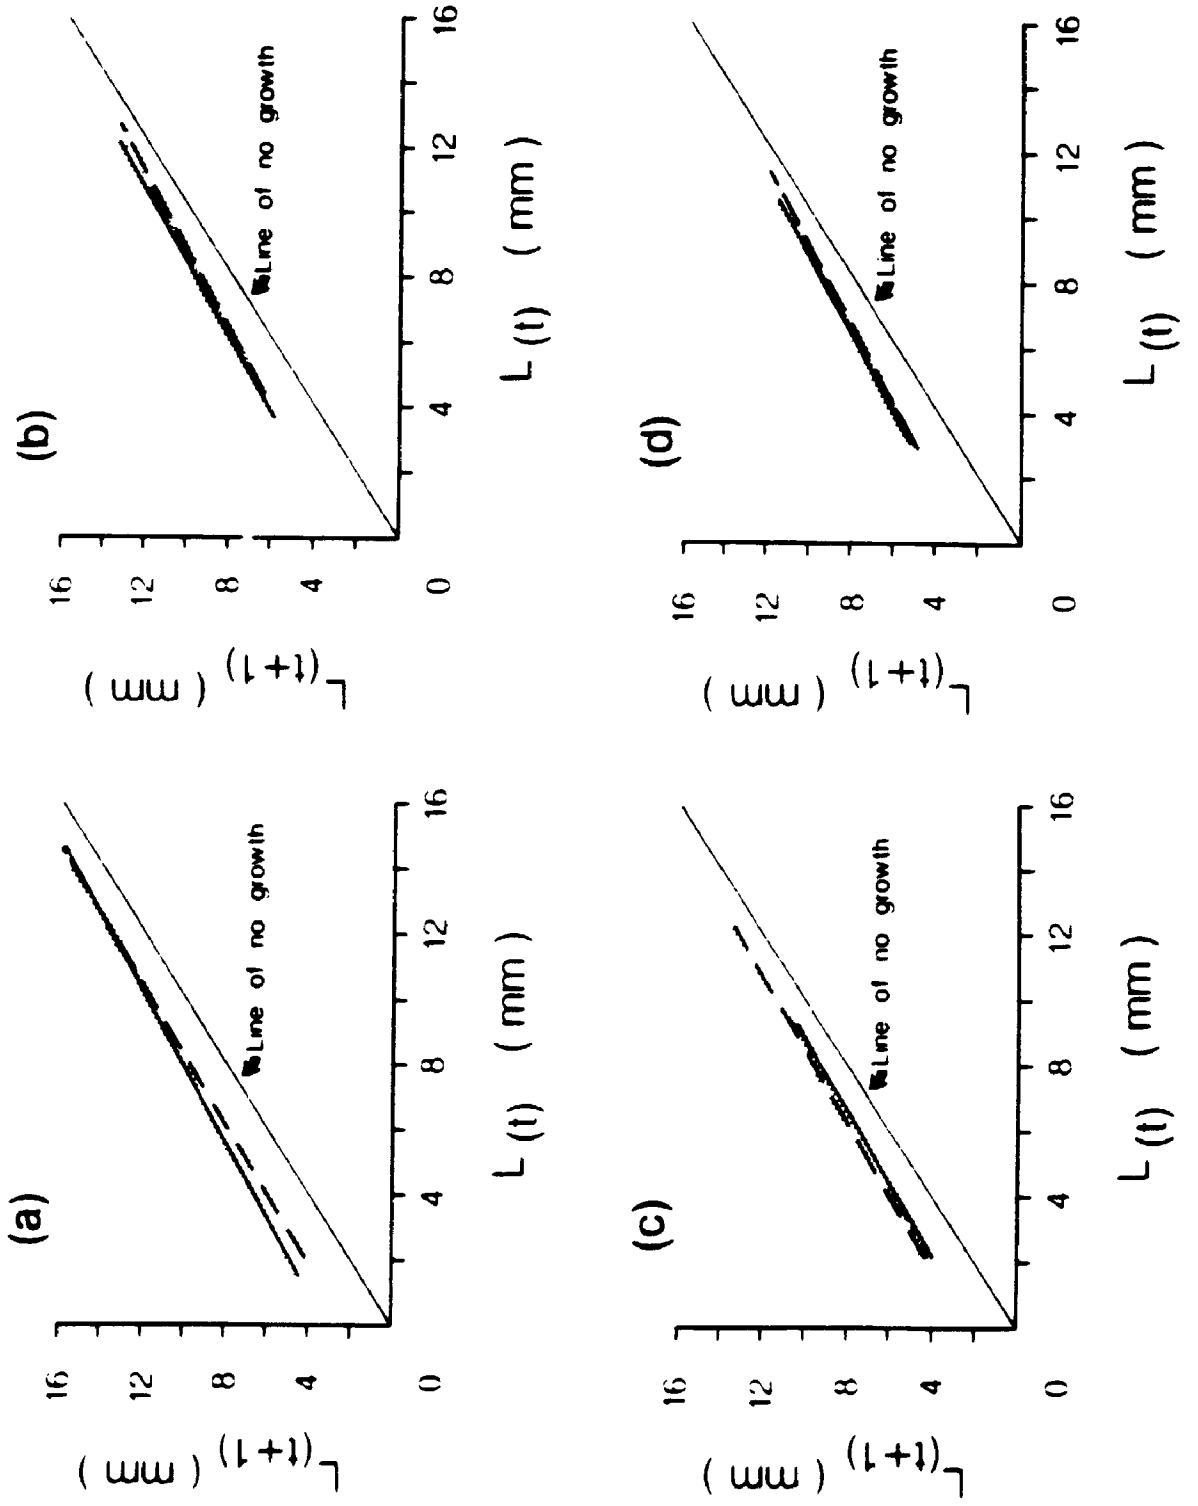 (a)
16
12
8
4
0
L(t+1) (mm)
Line of no growth
4
8
12
16
L(t) (mm)
(b)
16
12
8
4
0
L(t+1) (mm)
Line of no growth
4
8
12
16
L(t) (mm)
(c)
16
12
8
4
0
L(t+1) (mm)
Line of no growth
4
8
12
16
L(t) (mm)
(d)
16
12
8
4
0
L(t+1) (mm)
Line of no growth
4
8
12
16
L(t) (mm)